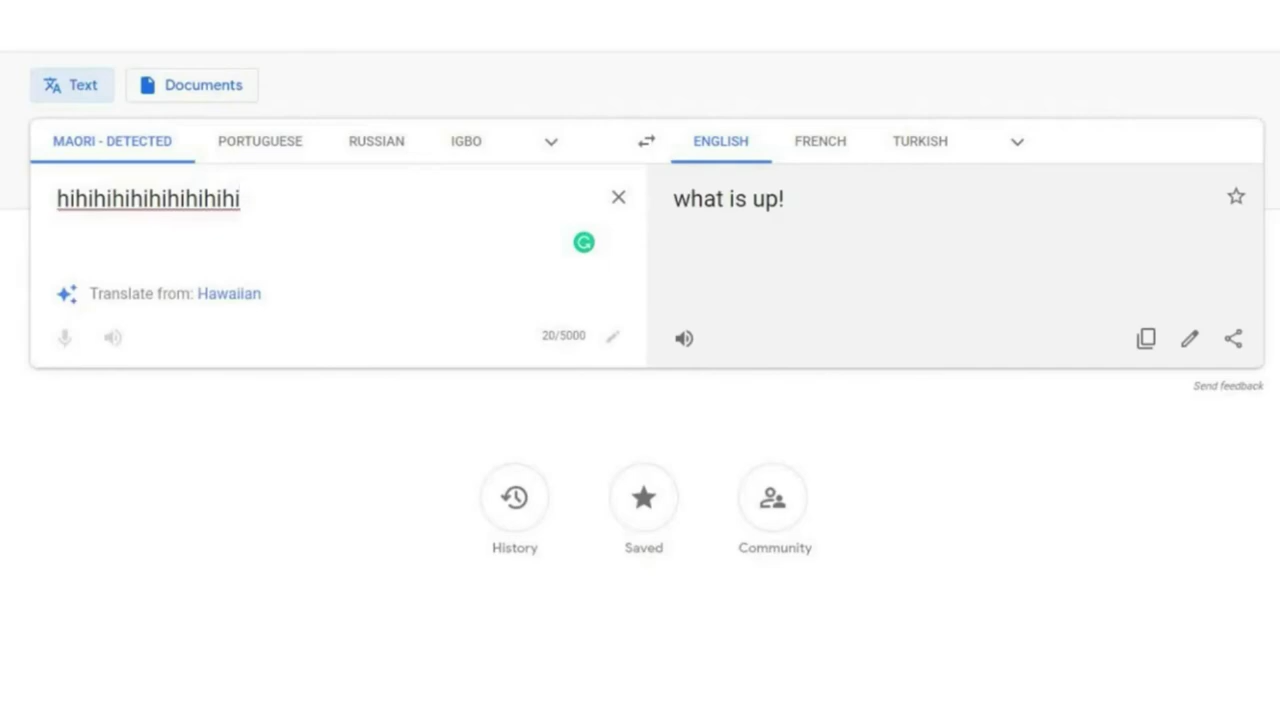 Text Documents
MAORI - DETECTED PORTUGUESE RUSSIAN IGBO ENGLISH FRENCH TURKISH
hihihihihihihihihihi what is up!
Translate from: Hawaiian
20/5000
Send feedback
History Saved Community